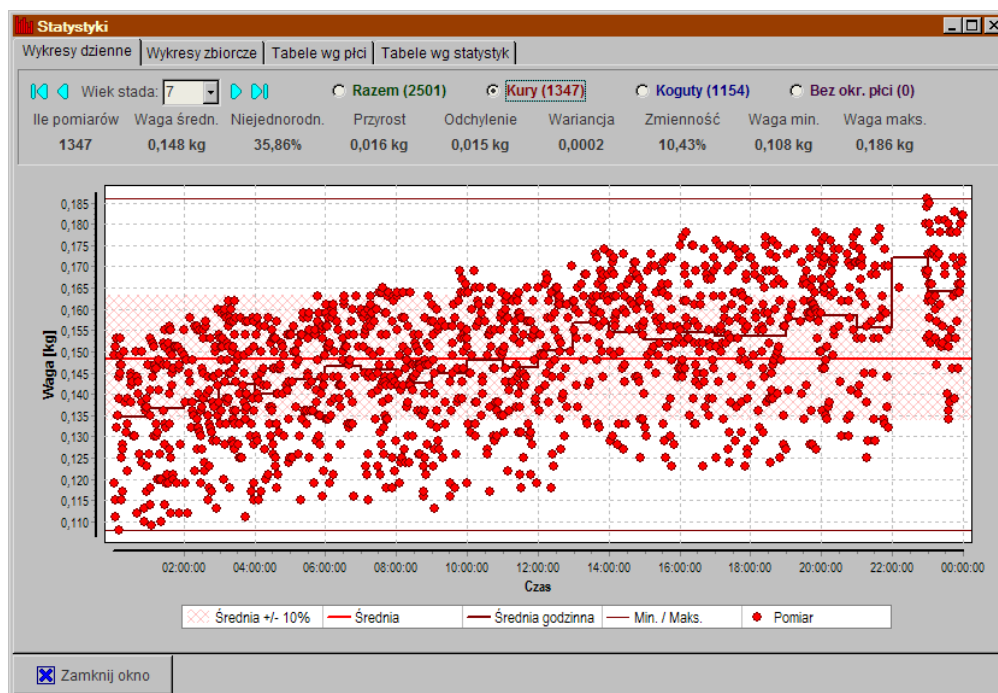 Statystyki
Wykresy dzienne Wykresy zbiorcze Tabele wg płci Tabele wg statystyk
Wiek stada: 7 Razem (2501) Kury (1347) Koguty (1154) Bez okr. płci (0)
Ile pomiarów Waga średn. Niejednorodn. Przyrost Odchylenie Wariancja Zmienność Waga min. Waga maks.
1347 0,148 kg 35,86% 0,016 kg 0,015 kg 0,0002 10,43% 0,108 kg 0,186 kg
Waga [kg]
0,185
0,180
0,175
0,170
0,165
0,160
0,155
0,150
0,145
0,140
0,135
0,130
0,125
0,120
0,115
0,110
02:00:00 04:00:00 06:00:00 08:00:00 10:00:00 12:00:00 14:00:00 16:00:00 18:00:00 20:00:00 22:00:00 00:00:00
Czas
Średnia +/- 10% Średnia Średnia godzinna Min. / Maks. Pomiar
Zamknij okno